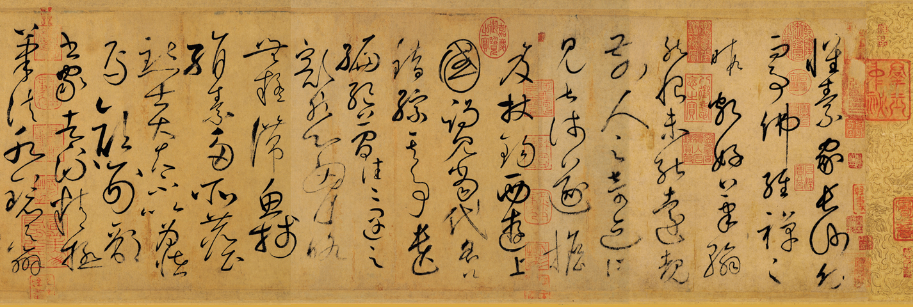 懷素家長沙幼而
事佛經禪之
暇頗好筆翰
然恨未能遠覩
前人之奇迹所
見甚淺遂擔
笈杖錫西遊上
國謁見當代名公
錯綜其事遺
編絕簡往往遇之
豁然心胸略
無疑滯魚牋
絹素多所塵
點士大夫不以為怪
焉顏刑部
書家者流精極
筆法水鏡之辨